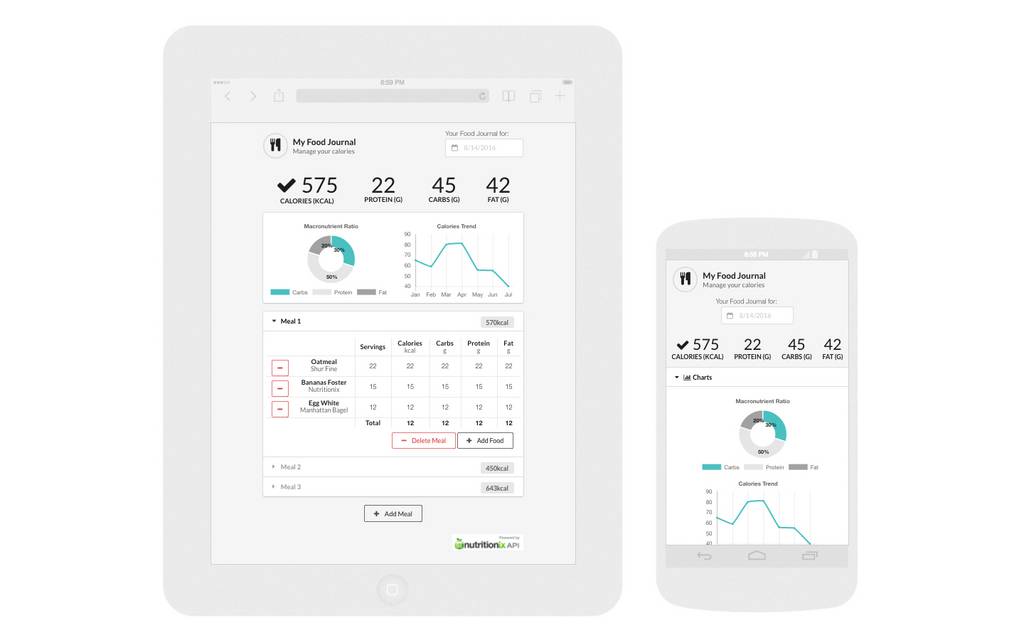 8:59 PM
My Food Journal
Manage your calories
Your Food Journal for:
8/14/2016
575
CALORIES (KCAL)
22
PROTEIN (G)
45
CARBS (G)
42
FAT (G)
Macronutrient Ratio
20%
30%
50%
Carbs Protein Fat
Calories Trend
90
80
70
60
50
40
Jan Feb Mar Apr May Jun Jul
Meal 1 570kcal
Servings Calories kcal Carbs g Protein g Fat g
Oatmeal
Shur Fine
22 22 22 22 22
Bananas Foster
Nutritionix
15 15 15 15 15
Egg White
Manhattan Bagel
12 12 12 12 12
Total 12 12 12 12
Delete Meal
Add Food
Meal 2 450kcal
Meal 3 643kcal
Add Meal
Powered by
nutritionix API
8:58 PM
My Food Journal
Manage your calories
Your Food Journal for:
8/14/2016
575
CALORIES (KCAL)
22
PROTEIN (G)
45
CARBS (G)
42
FAT (G)
Charts
Macronutrient Ratio
20%
30%
50%
Carbs Protein Fat
Calories Trend
90
80
70
60
50
40